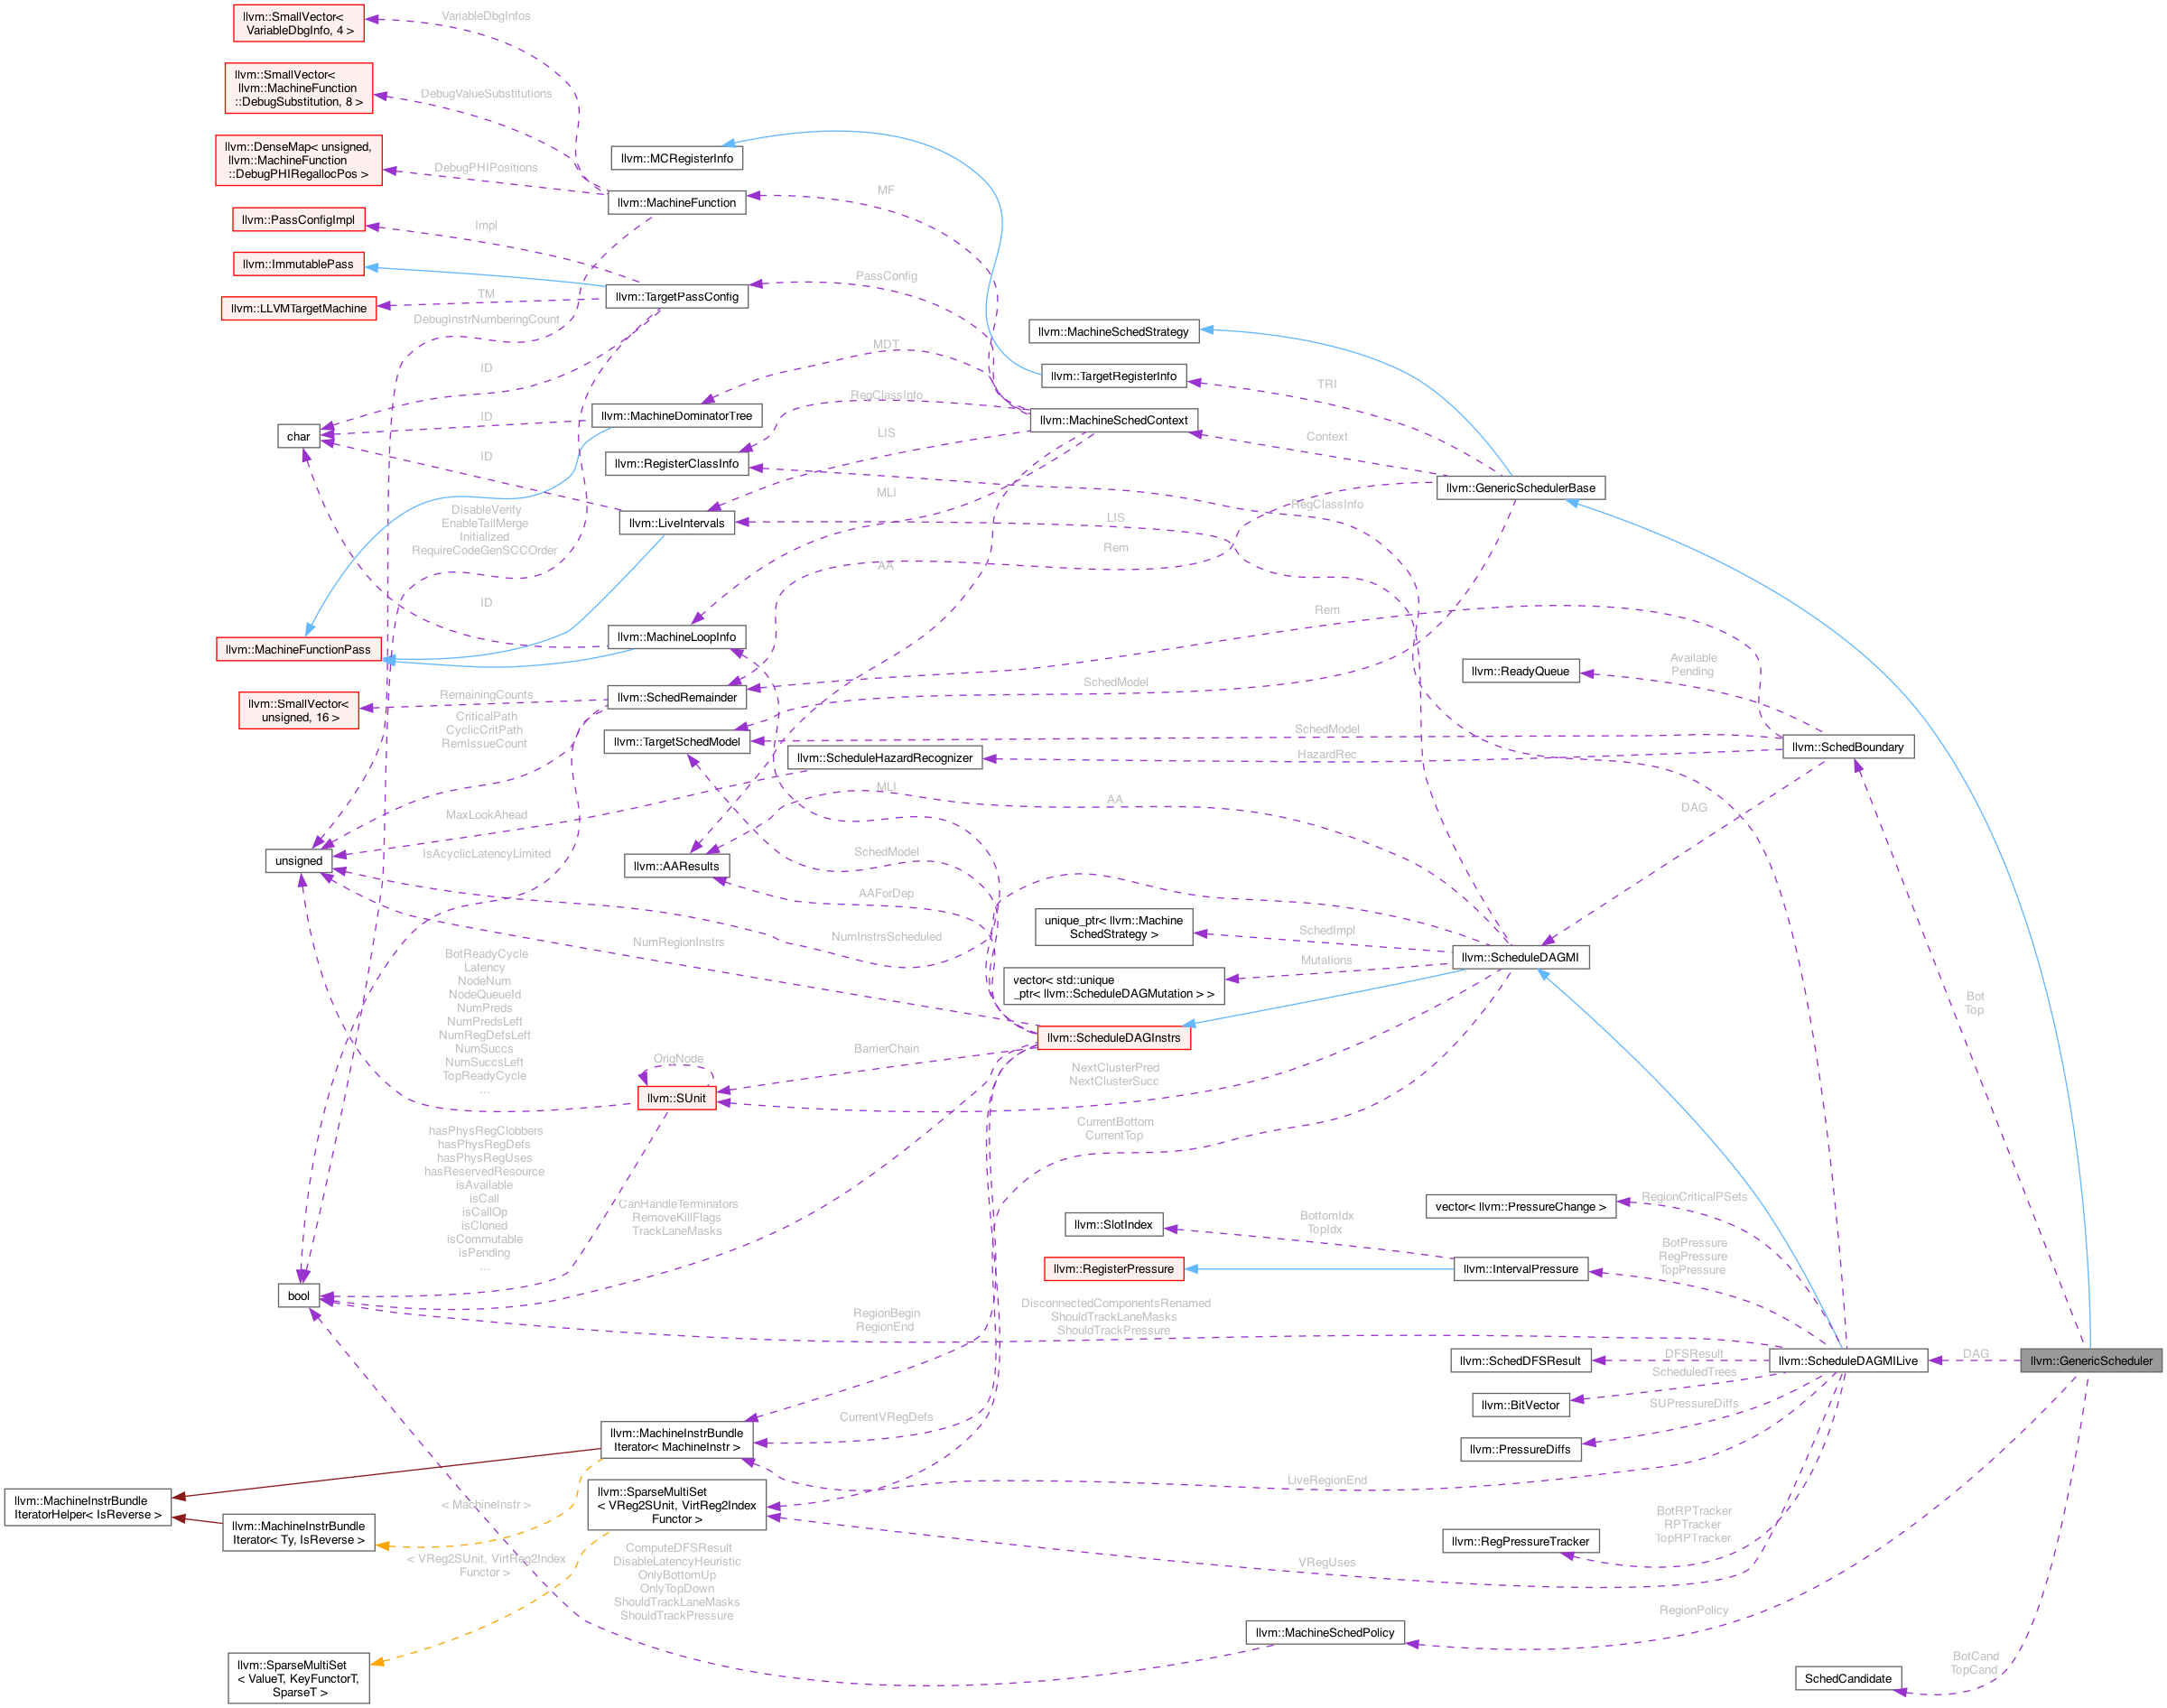 llvm::SmallVector<
VariableDbgInfo, 4 >
VariableDbgInfos
llvm::SmallVector<
llvm::MachineFunction
::DebugSubstitution, 8 >
DebugValueSubstitutions
llvm::DenseMap< unsigned,
llvm::MachineFunction
::DebugPHIRegallocPos >
DebugPHIPositions
llvm::MCRegisterInfo
llvm::MachineFunction
MF
llvm::PassConfigImpl
Impl
llvm::ImmutablePass
llvm::TargetPassConfig
PassConfig
llvm::LLVMTargetMachine
TM
DebugInstrNumberingCount
llvm::MachineSchedStrategy
MDT
ID
llvm::TargetRegisterInfo
TRI
RegClassInfo
llvm::MachineDominatorTree
ID
llvm::MachineSchedContext
Context
char
LIS
ID
llvm::RegisterClassInfo
llvm::GenericSchedulerBase
MLI
RegClassInfo
DisableVerify
EnableTailMerge
Initialized
RequireCodeGenSCCOrder
llvm::LiveIntervals
LIS
Rem
AA
ID
Rem
llvm::MachineFunctionPass
llvm::MachineLoopInfo
llvm::ReadyQueue
Available
Pending
SchedModel
llvm::SmallVector<
unsigned, 16 >
RemainingCounts
llvm::SchedRemainder
CriticalPath
CyclicCritPath
RemIssueCount
llvm::TargetSchedModel
SchedModel
llvm::SchedBoundary
llvm::ScheduleHazardRecognizer
HazardRec
MLI
AA
DAG
MaxLookAhead
unsigned
IsAcyclicLatencyLimited
SchedModel
llvm::AAResults
AAForDep
unique_ptr< llvm::Machine
SchedStrategy >
SchedImpl
NumRegionInstrs
NumInstrsScheduled
llvm::ScheduleDAGMI
Mutations
vector< std::unique
_ptr< llvm::ScheduleDAGMutation > >
BotReadyCycle
Latency
NodeNum
NodeQueueId
NumPreds
NumPredsLeft
NumRegDefsLeft
NumSuccs
NumSuccsLeft
TopReadyCycle
...
Bot
Top
llvm::ScheduleDAGInstrs
BarrierChain
OrigNode
llvm::SUnit
NextClusterPred
NextClusterSucc
CurrentBottom
CurrentTop
hasPhysRegClobbers
hasPhysRegDefs
hasPhysRegUses
hasReservedResource
isAvailable
isCall
isCallOp
isCloned
isCommutable
isPending
...
CanHandleTerminators
RemoveKillFlags
TrackLaneMasks
vector< llvm::PressureChange >
RegionCriticalPSets
llvm::SlotIndex
BottomIdx
TopIdx
BotPressure
RegPressure
TopPressure
llvm::RegisterPressure
llvm::IntervalPressure
bool
RegionBegin
RegionEnd
DisconnectedComponentsRenamed
ShouldTrackLaneMasks
ShouldTrackPressure
llvm::SchedDFSResult
DFSResult
llvm::ScheduleDAGMILive
DAG
llvm::GenericScheduler
ScheduledTrees
llvm::BitVector
SUPressureDiffs
llvm::PressureDiffs
CurrentVRegDefs
llvm::MachineInstrBundle
Iterator< MachineInstr >
LiveRegionEnd
llvm::MachineInstrBundle
IteratorHelper< IsReverse >
< MachineInstr >
llvm::SparseMultiSet
< VReg2SUnit, VirtReg2Index
Functor >
llvm::MachineInstrBundle
Iterator< Ty, IsReverse >
BotRPTracker
RPTracker
TopRPTracker
llvm::RegPressureTracker
VRegUses
< VReg2SUnit, VirtReg2Index
Functor >
ComputeDFSResult
DisableLatencyHeuristic
OnlyBottomUp
OnlyTopDown
ShouldTrackLaneMasks
ShouldTrackPressure
RegionPolicy
llvm::MachineSchedPolicy
llvm::SparseMultiSet
< ValueT, KeyFunctorT,
SparseT >
BotCand
TopCand
SchedCandidate